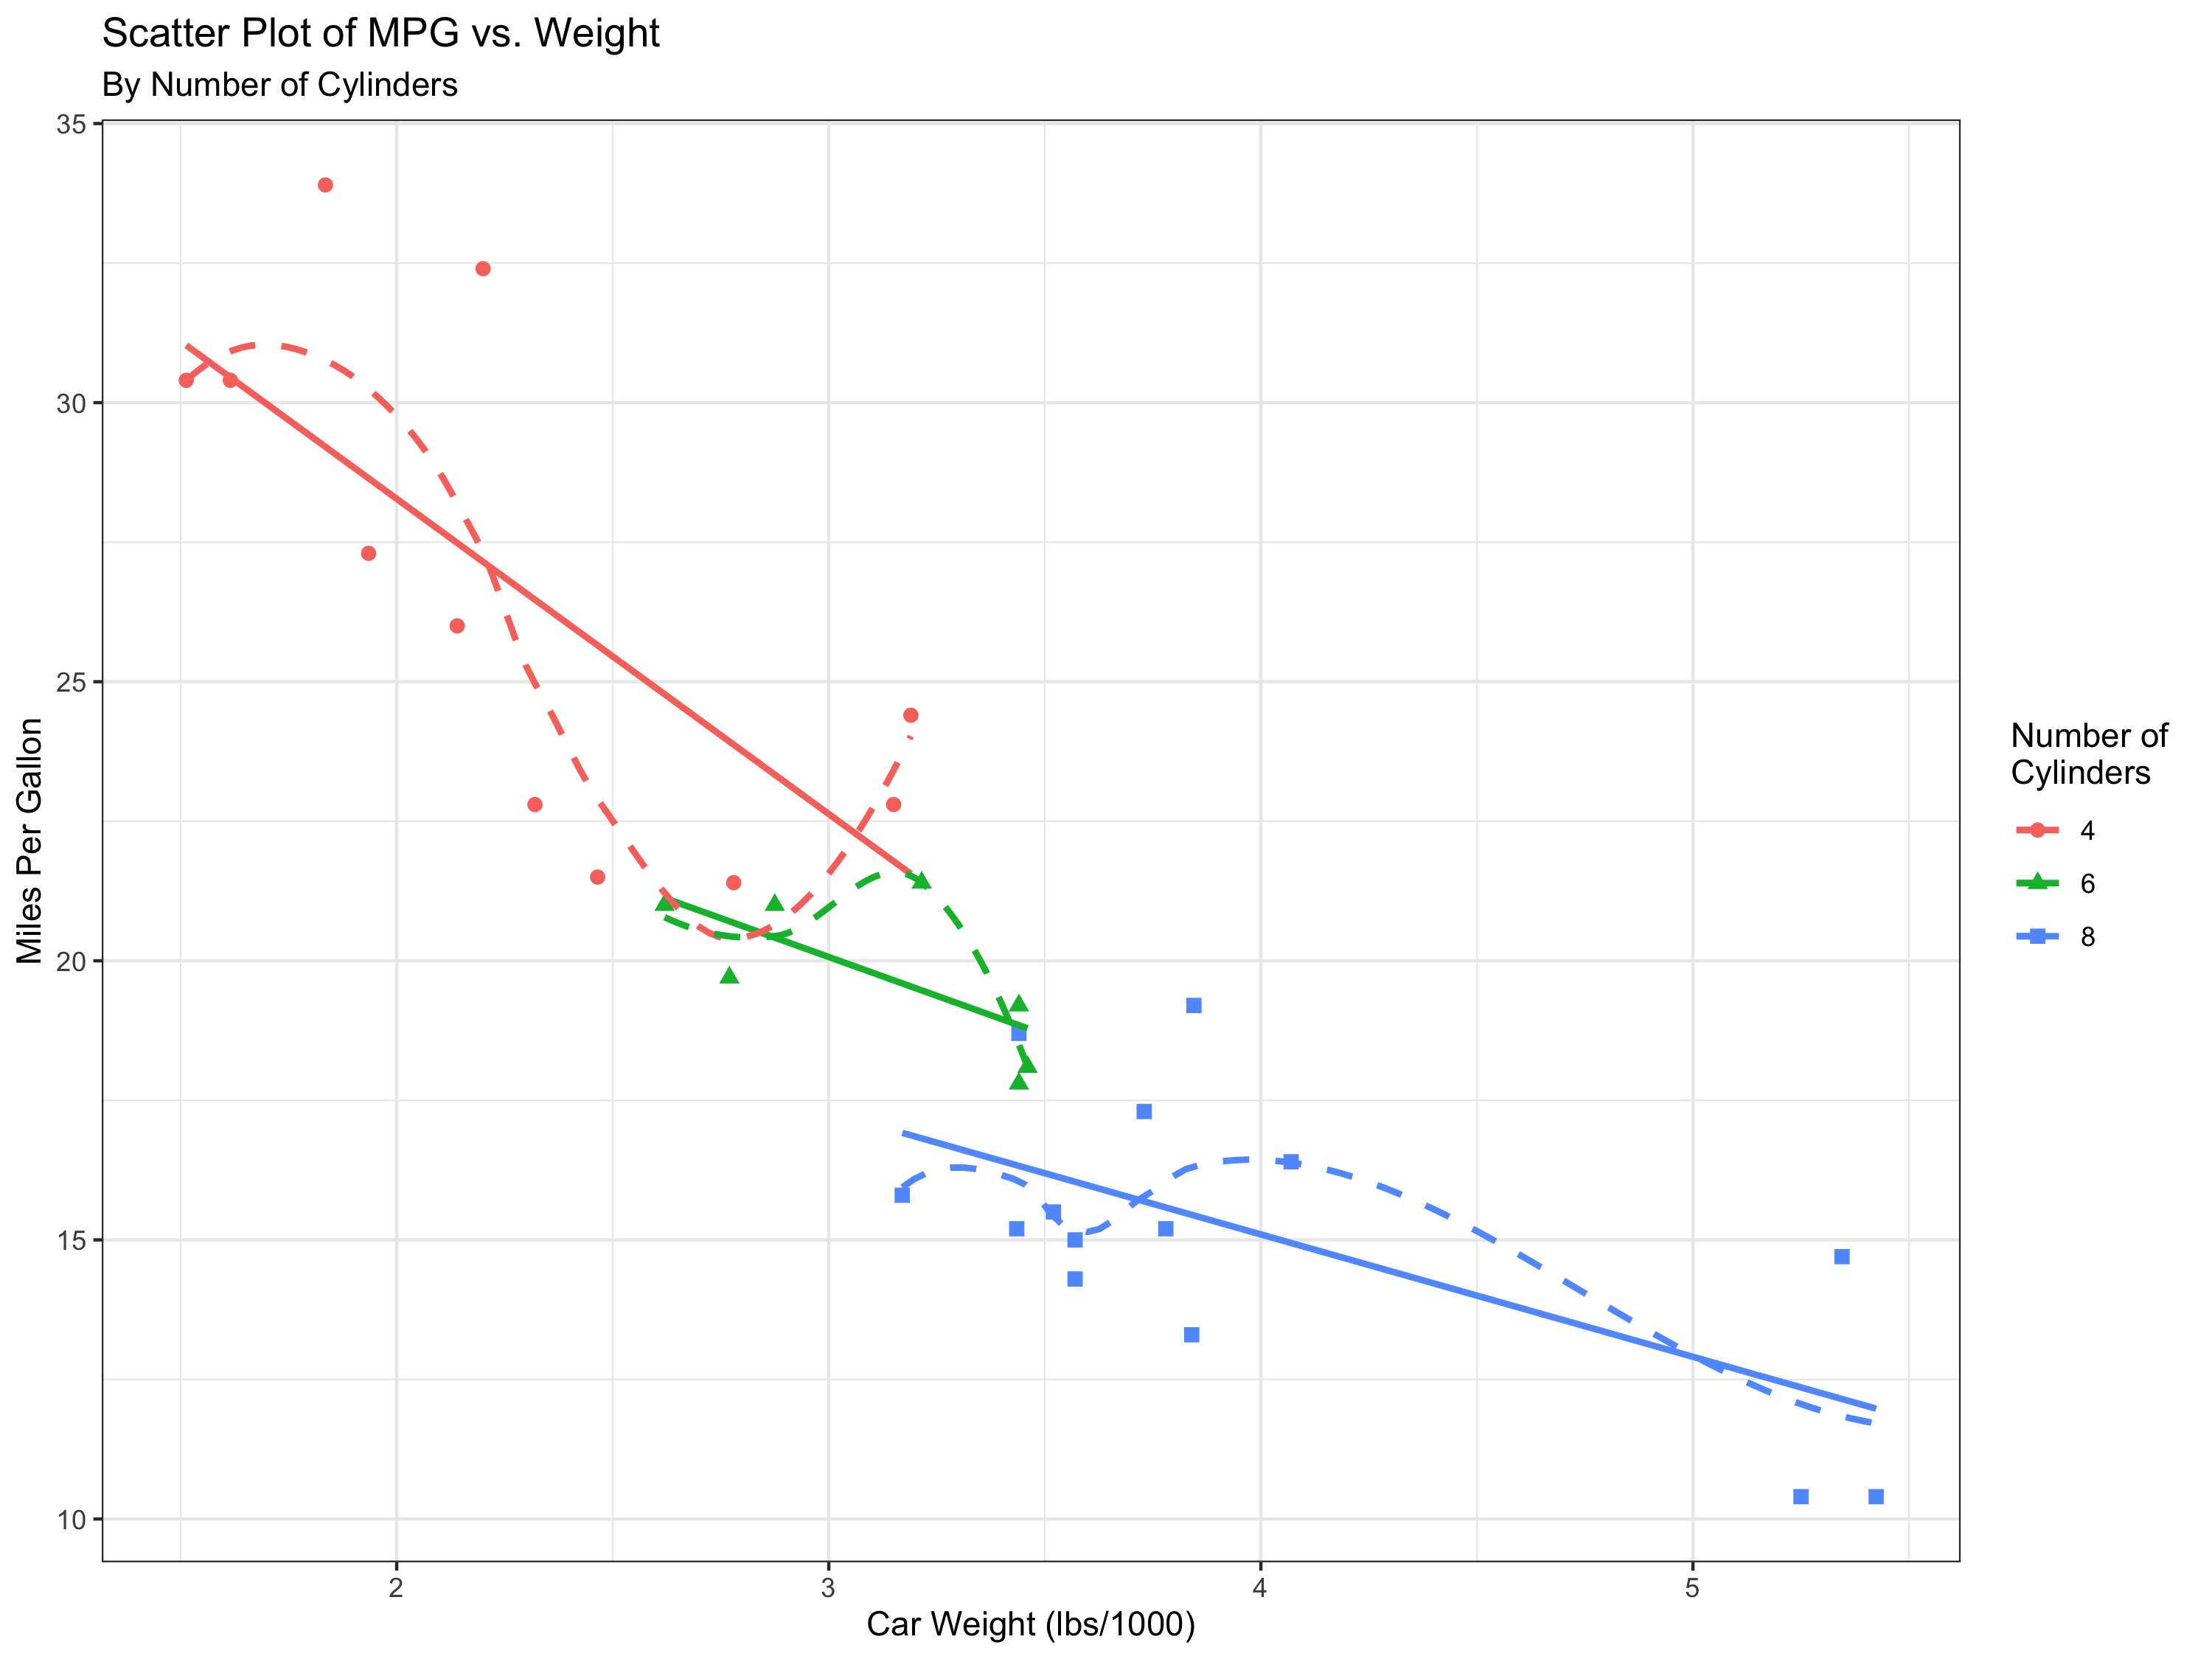 Scatter Plot of MPG vs. Weight
By Number of Cylinders
35
30
25
20
15
10
Miles Per Gallon
2
3
4
5
Car Weight (lbs/1000)
Number of
Cylinders
4
6
8